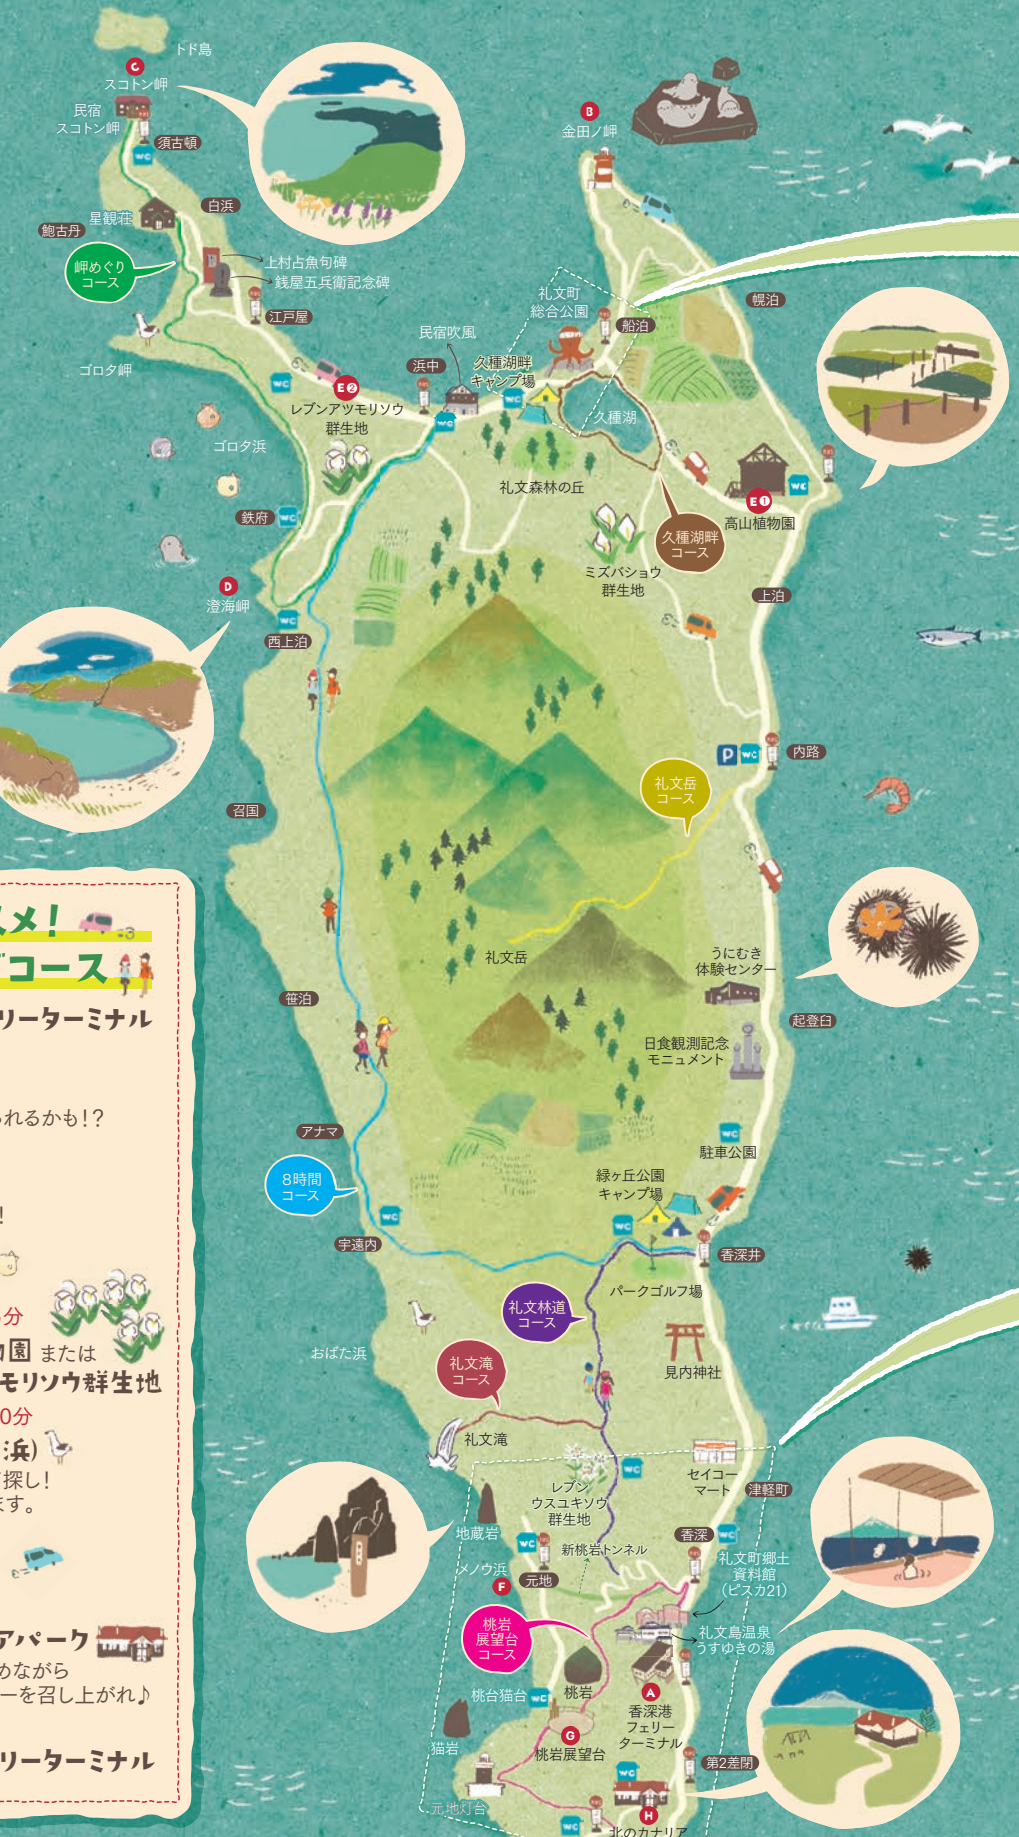 トド島
C
スコトン岬
民宿
スコトン岬
須古頓
WC
B
金田ノ岬
白浜
星観荘
鮑古丹
岬めぐり
コース
上村占魚句碑
銭屋五兵衛記念碑
江戸屋
ゴロタ岬
WC
E❷
レブンアツモリソウ
群生地
民宿吹風
浜中
WC
礼文町
総合公園
船泊
幌泊
久種湖畔
キャンプ場
WC
久種湖
ゴロタ浜
礼文森林の丘
E❶
WC
高山植物園
鉄府
WC
久種湖畔
コース
ミズバショウ
群生地
D
澄海岬
上泊
WC
西上泊
P
WC
内路
礼文岳
コース
召国
礼文岳
うにむき
体験センター
笹泊
起登臼
日食観測記念
モニュメント
アナマ
WC
駐車公園
8時間
コース
WC
宇遠内
緑ヶ丘公園
キャンプ場
WC
香深井
パークゴルフ場
礼文林道
コース
見内神社
おばた浜
礼文滝
コース
礼文滝
WC
セイコー
マート
津軽町
レブン
ウスユキソウ
群生地
地蔵岩
WC
新桃岩トンネル
香深
WC
メノウ浜
F
元地
礼文町郷土
資料館
(ピスカ21)
桃岩
展望台
コース
礼文島温泉
うすゆきの湯
桃岩
A
香深港
フェリー
ターミナル
桃台猫台
WC
G
桃岩展望台
猫岩
元地灯台
WC
第2差閉
H
WC
北のカナリア
メ!
コース
リーターミナル
れるかも!?
!
分
園 または
モリソウ群生地
0分
浜)
探し!
ます。
アパーク
めながら
ーを召し上がれ♪
リーターミナル